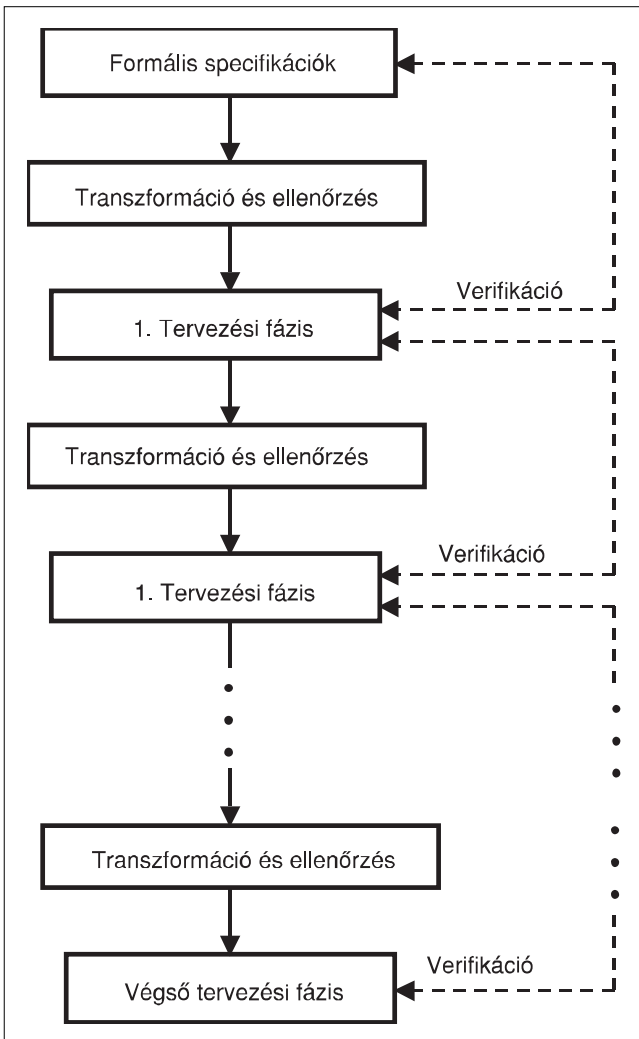 Formális specifikációk
Transzformáció és ellenőrzés
Verifikáció
1. Tervezési fázis
Transzformáció és ellenőrzés
Verifikáció
1. Tervezési fázis
Transzformáció és ellenőrzés
Verifikáció
Végső tervezési fázis